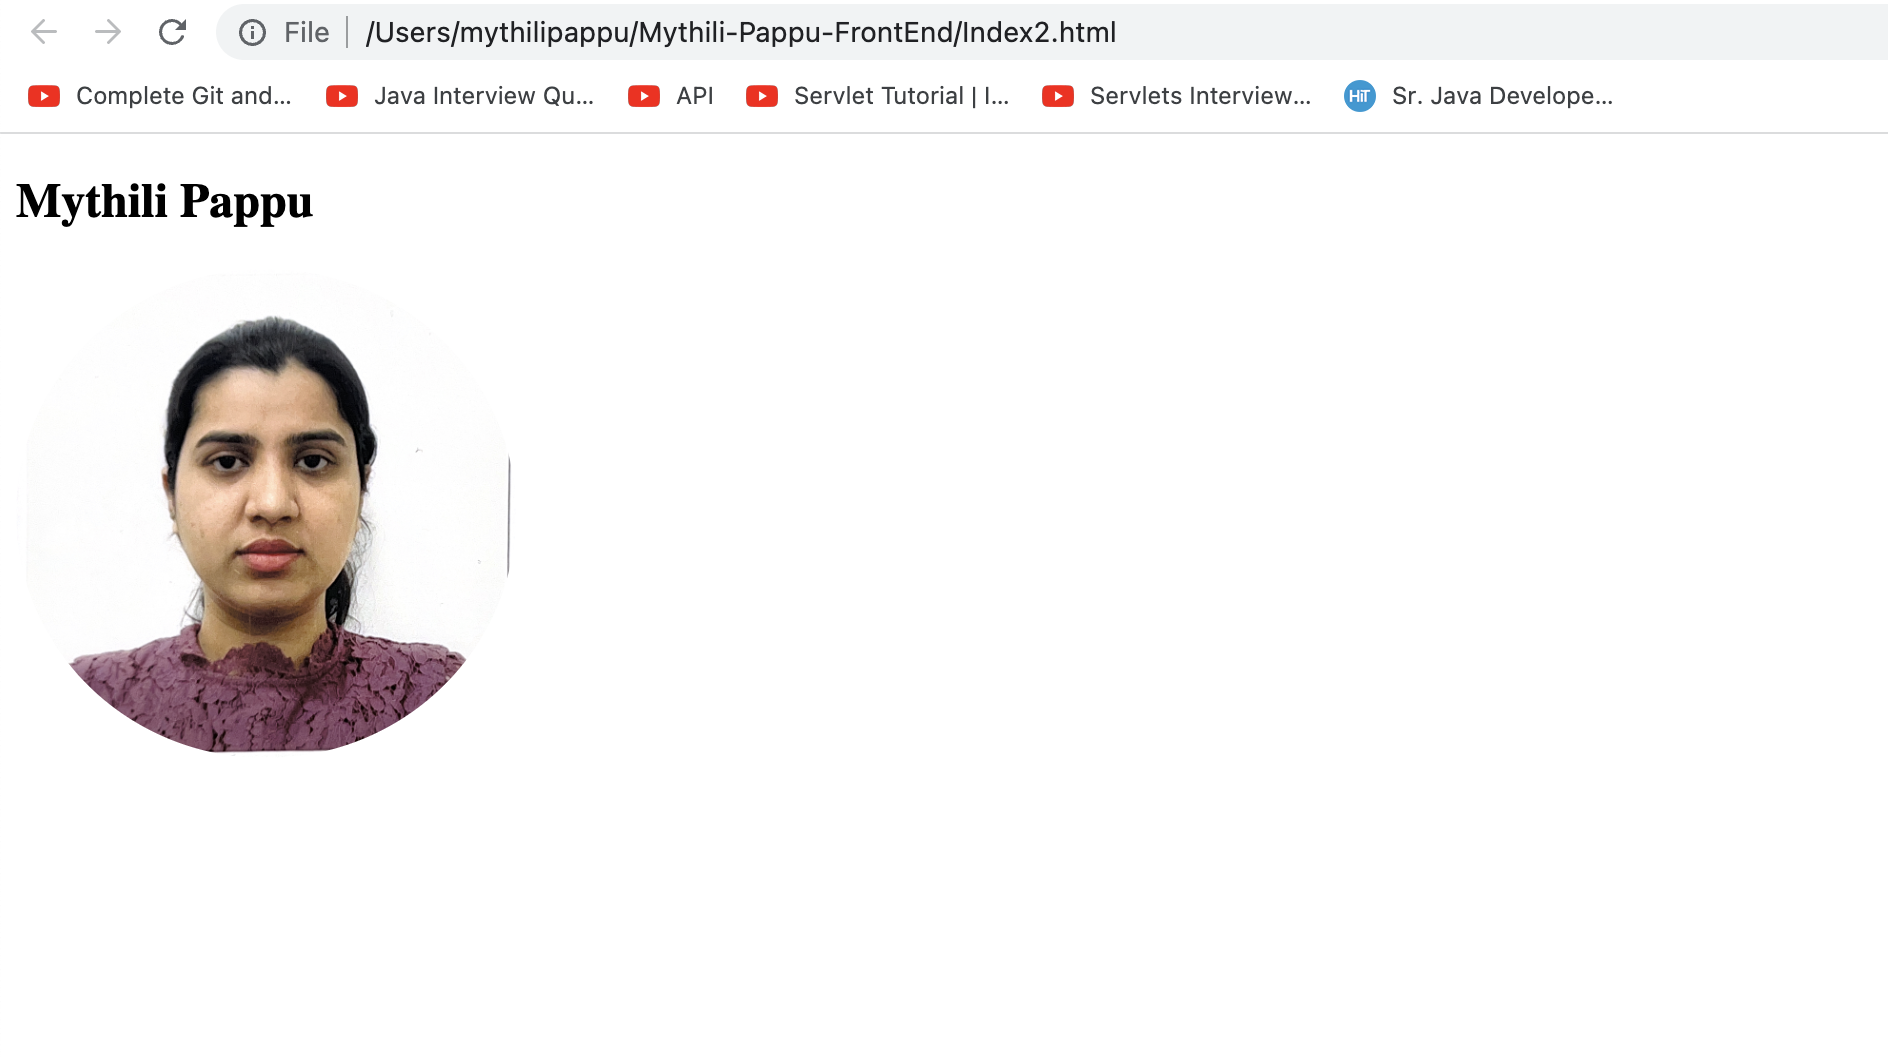 File | /Users/mythilipappu/Mythili-Pappu-FrontEnd/Index2.html
Complete Git and... Java Interview Qu... API Servlet Tutorial | I... Servlets Interview... HiT Sr. Java Develope...
Mythili Pappu